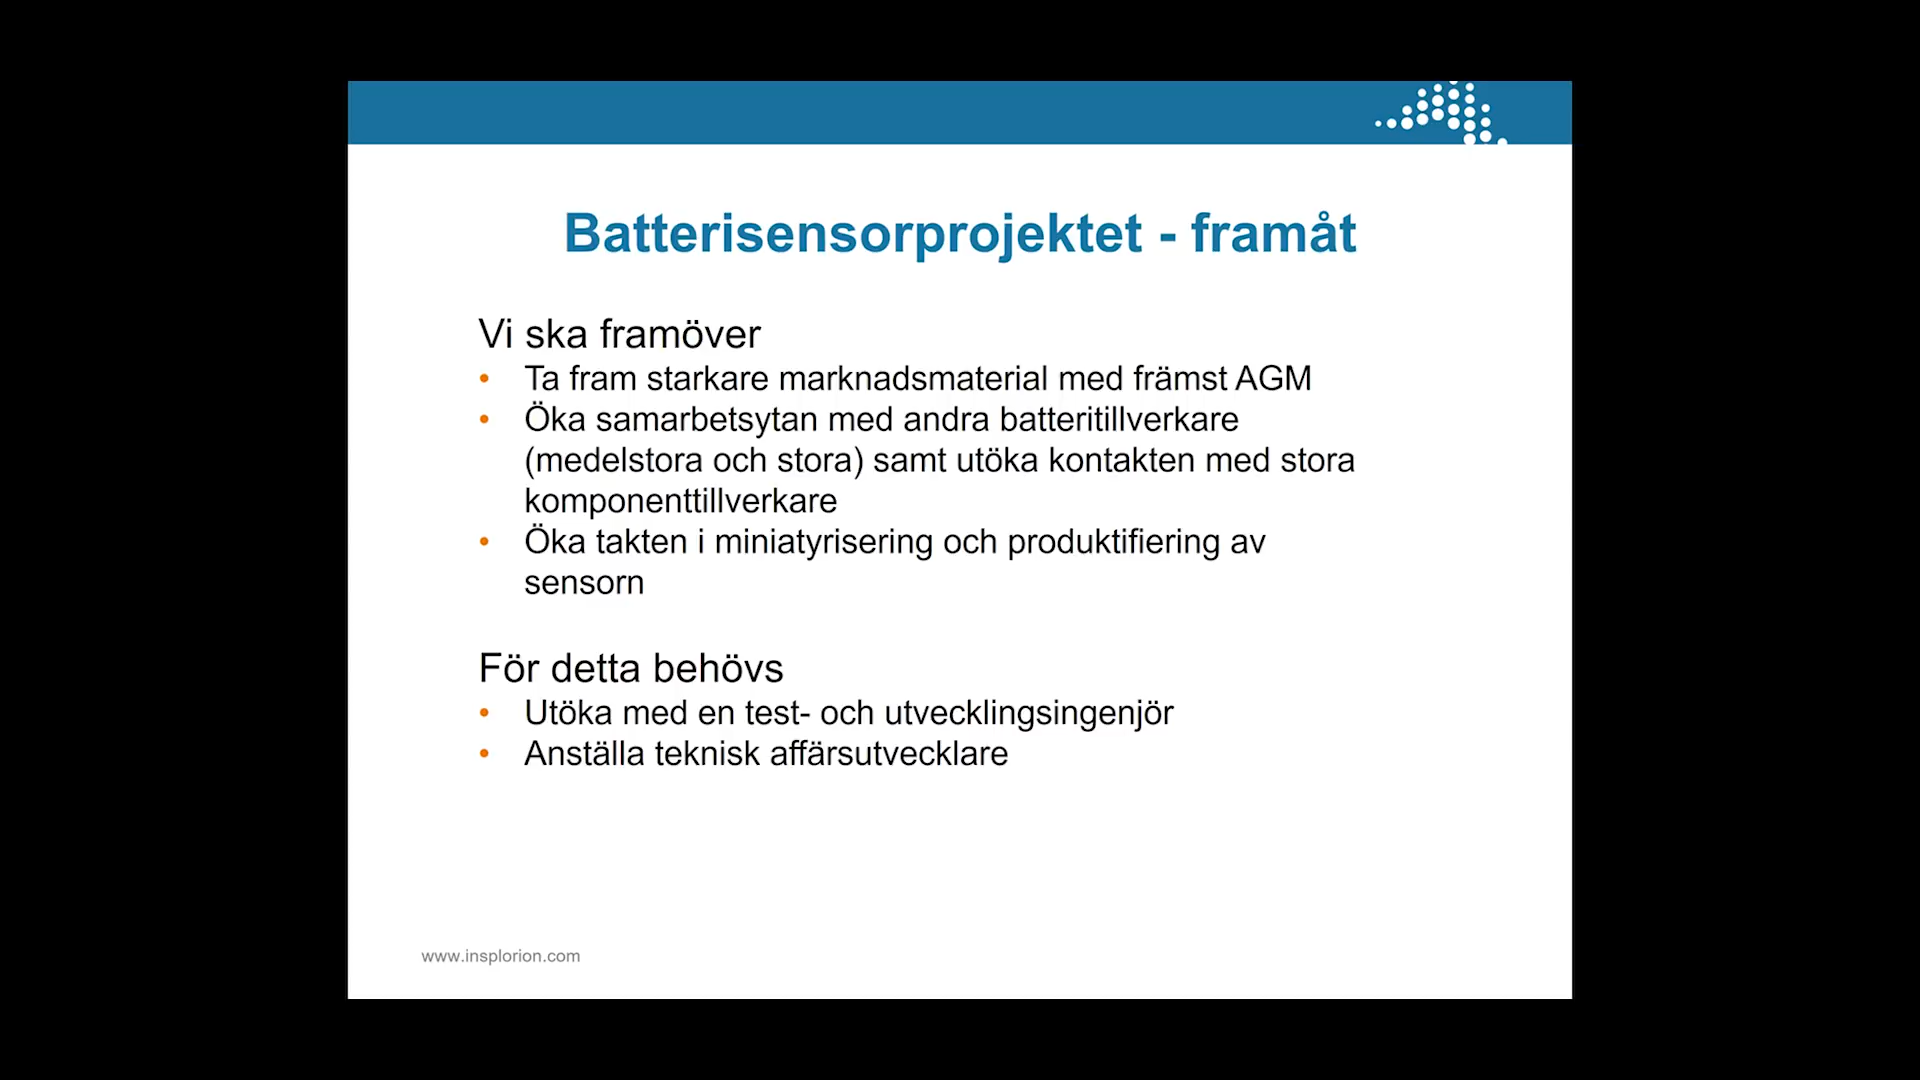 Batterisensorprojektet - framåt
Vi ska framöver
• Ta fram starkare marknadsmaterial med främst AGM
• Öka samarbetsytan med andra batteritillverkare
(medelstora och stora) samt utöka kontakten med stora
komponenttillverkare
• Öka takten i miniatyrisering och produktifiering av
sensorn
För detta behövs
• Utöka med en test- och utvecklingsingenjör
• Anställa teknisk affärsutvecklare
www.insplorion.com